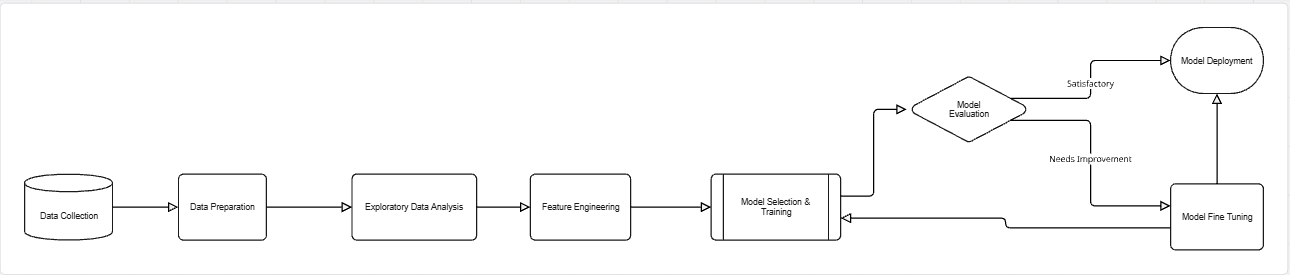 Data Collection
Data Preparation
Exploratory Data Analysis
Feature Engineering
Model Selection &
Training
Model
Evaluation
Satisfactory
Needs Improvement
Model Deployment
Model Fine Tuning